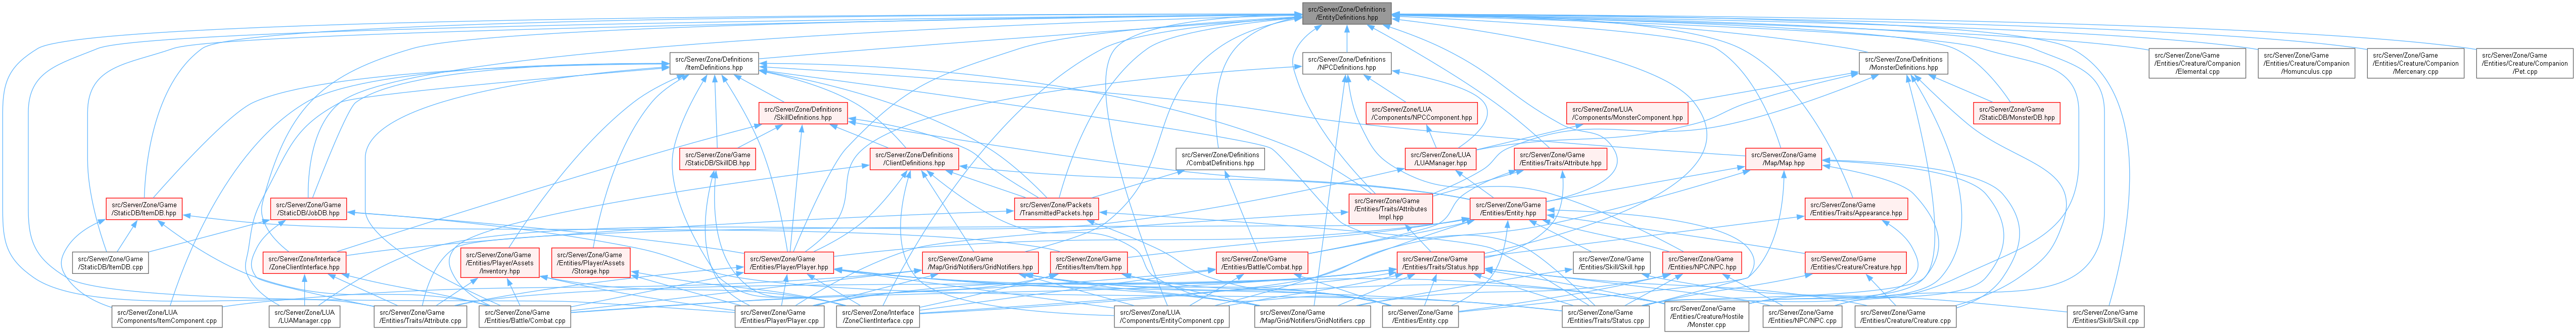 src/Server/Zone/Definitions
/EntityDefinitions.hpp
src/Server/Zone/Definitions
/ItemDefinitions.hpp
src/Server/Zone/Definitions
/NPCDefinitions.hpp
src/Server/Zone/Definitions
/MonsterDefinitions.hpp
src/Server/Zone/Game
/Entities/Creature/Companion
/Elemental.cpp
src/Server/Zone/Game
/Entities/Creature/Companion
/Homunculus.cpp
src/Server/Zone/Game
/Entities/Creature/Companion
/Mercenary.cpp
src/Server/Zone/Game
/Entities/Creature/Companion
/Pet.cpp
src/Server/Zone/Definitions
/SkillDefinitions.hpp
src/Server/Zone/LUA
/Components/NPCComponent.hpp
src/Server/Zone/LUA
/Components/MonsterComponent.hpp
src/Server/Zone/Game
/StaticDB/MonsterDB.hpp
src/Server/Zone/Game
/StaticDB/SkillDB.hpp
src/Server/Zone/Definitions
/ClientDefinitions.hpp
src/Server/Zone/Definitions
/CombatDefinitions.hpp
src/Server/Zone/LUA
/LUAManager.hpp
src/Server/Zone/Game
/Entities/Traits/Attribute.hpp
src/Server/Zone/Game
/Map/Map.hpp
src/Server/Zone/Game
/StaticDB/ItemDB.hpp
src/Server/Zone/Game
/StaticDB/JobDB.hpp
src/Server/Zone/Packets
/TransmittedPackets.hpp
src/Server/Zone/Game
/Entities/Traits/Attributes
Impl.hpp
src/Server/Zone/Game
/Entities/Entity.hpp
src/Server/Zone/Game
/Entities/Traits/Appearance.hpp
src/Server/Zone/Game
/StaticDB/ItemDB.cpp
src/Server/Zone/Interface
/ZoneClientInterface.hpp
src/Server/Zone/Game
/Entities/Player/Assets
/Inventory.hpp
src/Server/Zone/Game
/Entities/Player/Assets
/Storage.hpp
src/Server/Zone/Game
/Entities/Player/Player.hpp
src/Server/Zone/Game
/Map/Grid/Notifiers/GridNotifiers.hpp
src/Server/Zone/Game
/Entities/Item/Item.hpp
src/Server/Zone/Game
/Entities/Battle/Combat.hpp
src/Server/Zone/Game
/Entities/Traits/Status.hpp
src/Server/Zone/Game
/Entities/Skill/Skill.hpp
src/Server/Zone/Game
/Entities/NPC/NPC.hpp
src/Server/Zone/Game
/Entities/Creature/Creature.hpp
src/Server/Zone/LUA
/Components/ItemComponent.cpp
src/Server/Zone/LUA
/LUAManager.cpp
src/Server/Zone/Game
/Entities/Traits/Attribute.cpp
src/Server/Zone/Game
/Entities/Battle/Combat.cpp
src/Server/Zone/Game
/Entities/Player/Player.cpp
src/Server/Zone/Interface
/ZoneClientInterface.cpp
src/Server/Zone/LUA
/Components/EntityComponent.cpp
src/Server/Zone/Game
/Map/Grid/Notifiers/GridNotifiers.cpp
src/Server/Zone/Game
/Entities/Entity.cpp
src/Server/Zone/Game
/Entities/Traits/Status.cpp
src/Server/Zone/Game
/Entities/Creature/Hostile
/Monster.cpp
src/Server/Zone/Game
/Entities/NPC/NPC.cpp
src/Server/Zone/Game
/Entities/Creature/Creature.cpp
src/Server/Zone/Game
/Entities/Skill/Skill.cpp